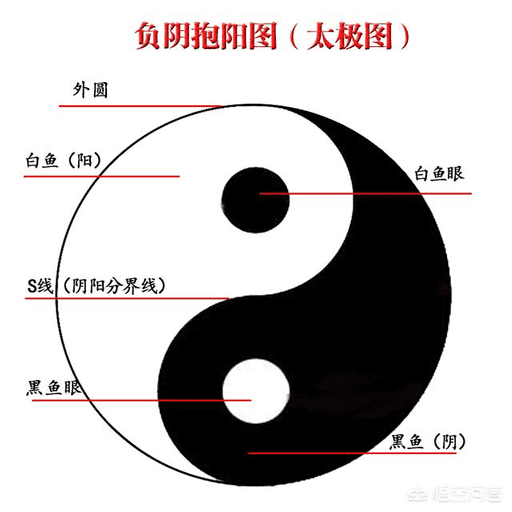 负阴抱阳图（太极图）
外圆
白鱼（阳）
白鱼眼
S线（阴阳分界线）
黑鱼眼
黑鱼（阴）
悟空问答